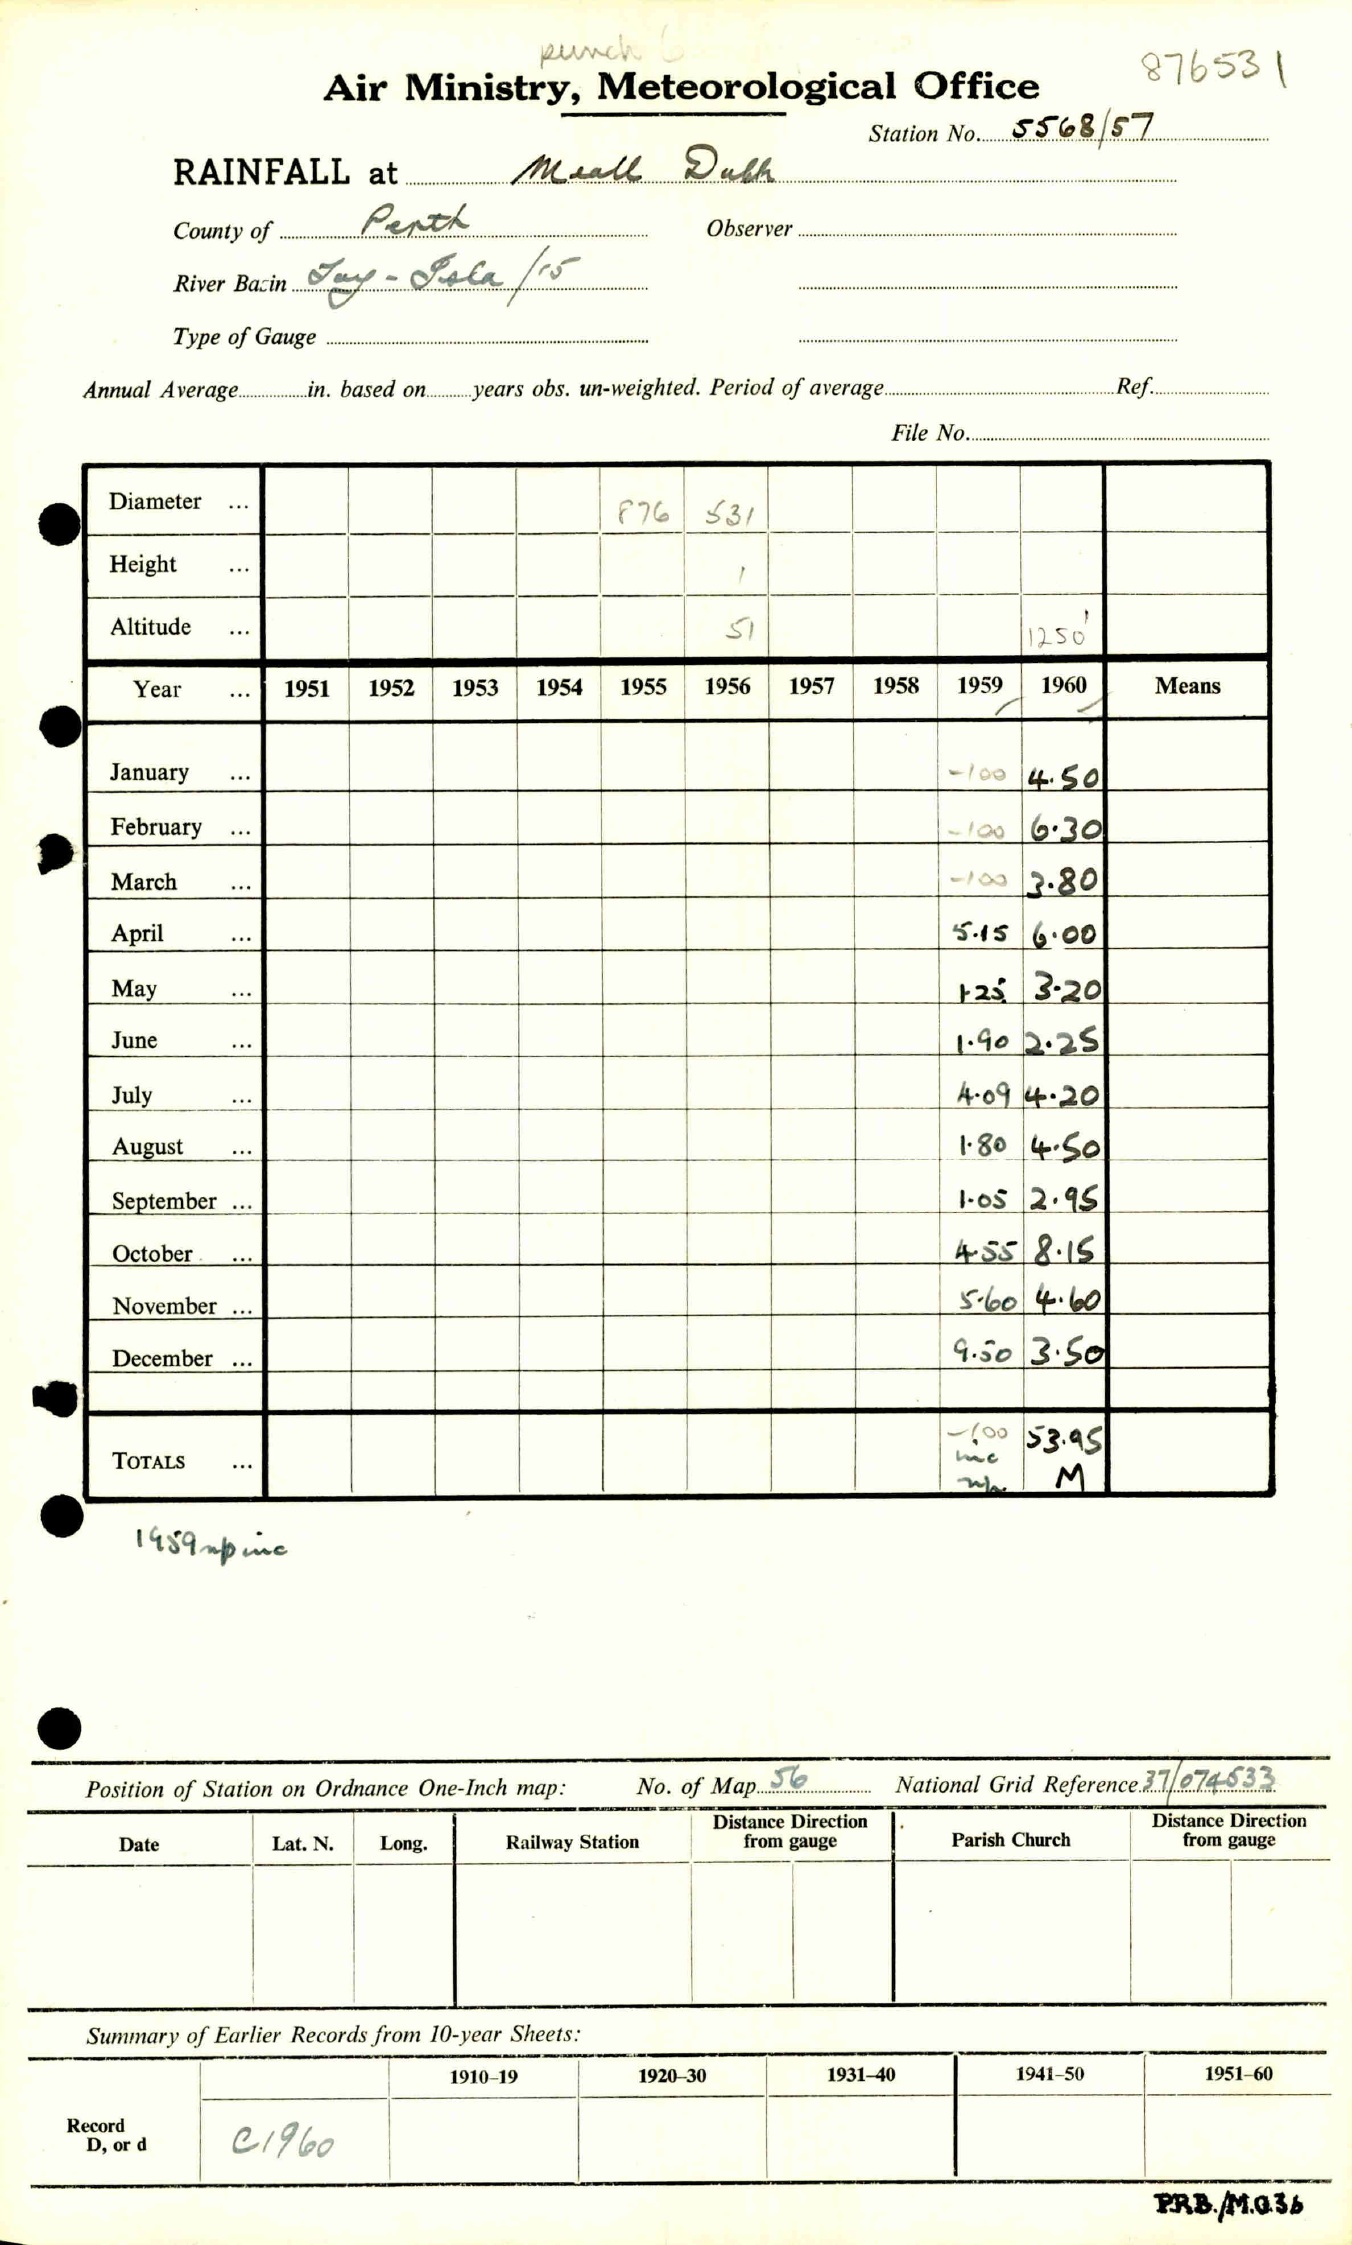 punch 6
876531
Air Ministry, Meteorological Office
Station No. 5568/57
RAINFALL at Meall Dubh
County of Perth Observer
River Basin Tay - Isla /15
Type of Gauge
Annual Average in. based on years obs. un-weighted. Period of average Ref.
File No.
Diameter ... 876 531
Height ... 1
Altitude ... 51 1250'
Year ... 1951 1952 1953 1954 1955 1956 1957 1958 1959 1960 Means
January ... -100 4.50
February ... -100 6.30
March ... -100 3.80
April ... 5.15 6.00
May ... 1.25 3.20
June ... 1.90 2.25
July ... 4.09 4.20
August ... 1.80 4.50
September ... 1.05 2.95
October ... 4.55 8.15
November ... 5.60 4.60
December ... 9.50 3.50
TOTALS ... -100 53.95
inc M
1959 np inc
Position of Station on Ordnance One-Inch map: No. of Map 56 National Grid Reference 37/074533
Date Lat. N. Long. Railway Station Distance Direction from gauge Parish Church Distance Direction from gauge
Summary of Earlier Records from 10-year Sheets:
1910–19 1920–30 1931–40 1941–50 1951–60
Record
D, or d C1960
P.R.B./M.O.3b